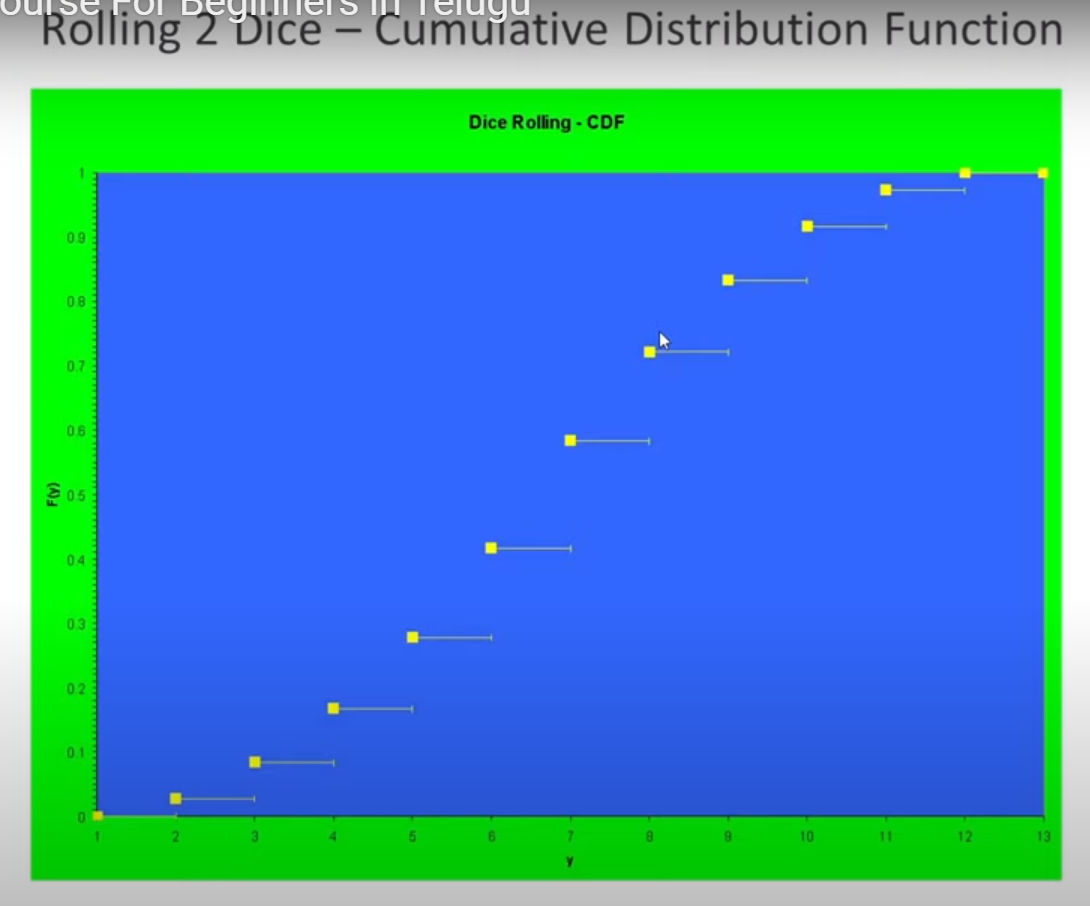 ourse For Beginners in Telugu
Rolling 2 Dice – Cumulative Distribution Function
Dice Rolling - CDF
1
0.9
0.8
0.7
0.6
0.5
0.4
0.3
0.2
0.1
0
F(y)
1 2 3 4 5 6 7 8 9 10 11 12 13
y